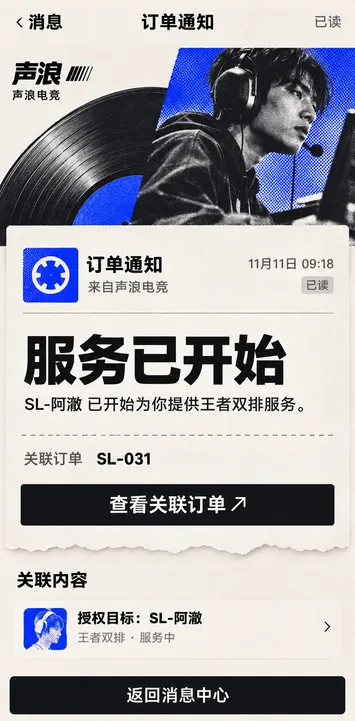 消息
订单通知
已读
声浪
声浪电竞
订单通知
11月11日 09:18
来自声浪电竞
已读
服务已开始
SL-阿澈 已开始为你提供王者双排服务。
关联订单 SL-031
查看关联订单
关联内容
授权目标：SL-阿澈
王者双排 · 服务中
返回消息中心